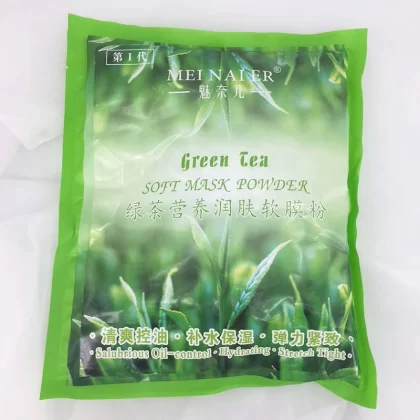 第I代
MEI NAI ER®
魅奈儿
Green Tea
SOFT MASK POWDER
绿茶营养润肤软膜粉
·清爽控油·补水保湿·弹力紧致
·Salubrious Oil-control·Hydrating·Stretch Tight·